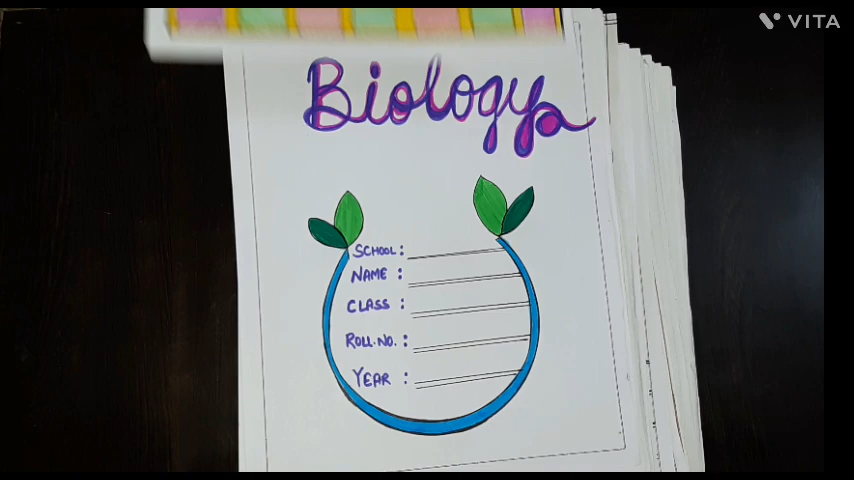 VITA
Biology
SCHOOL:
NAME :
CLASS :
ROLL.NO. :
YEAR :